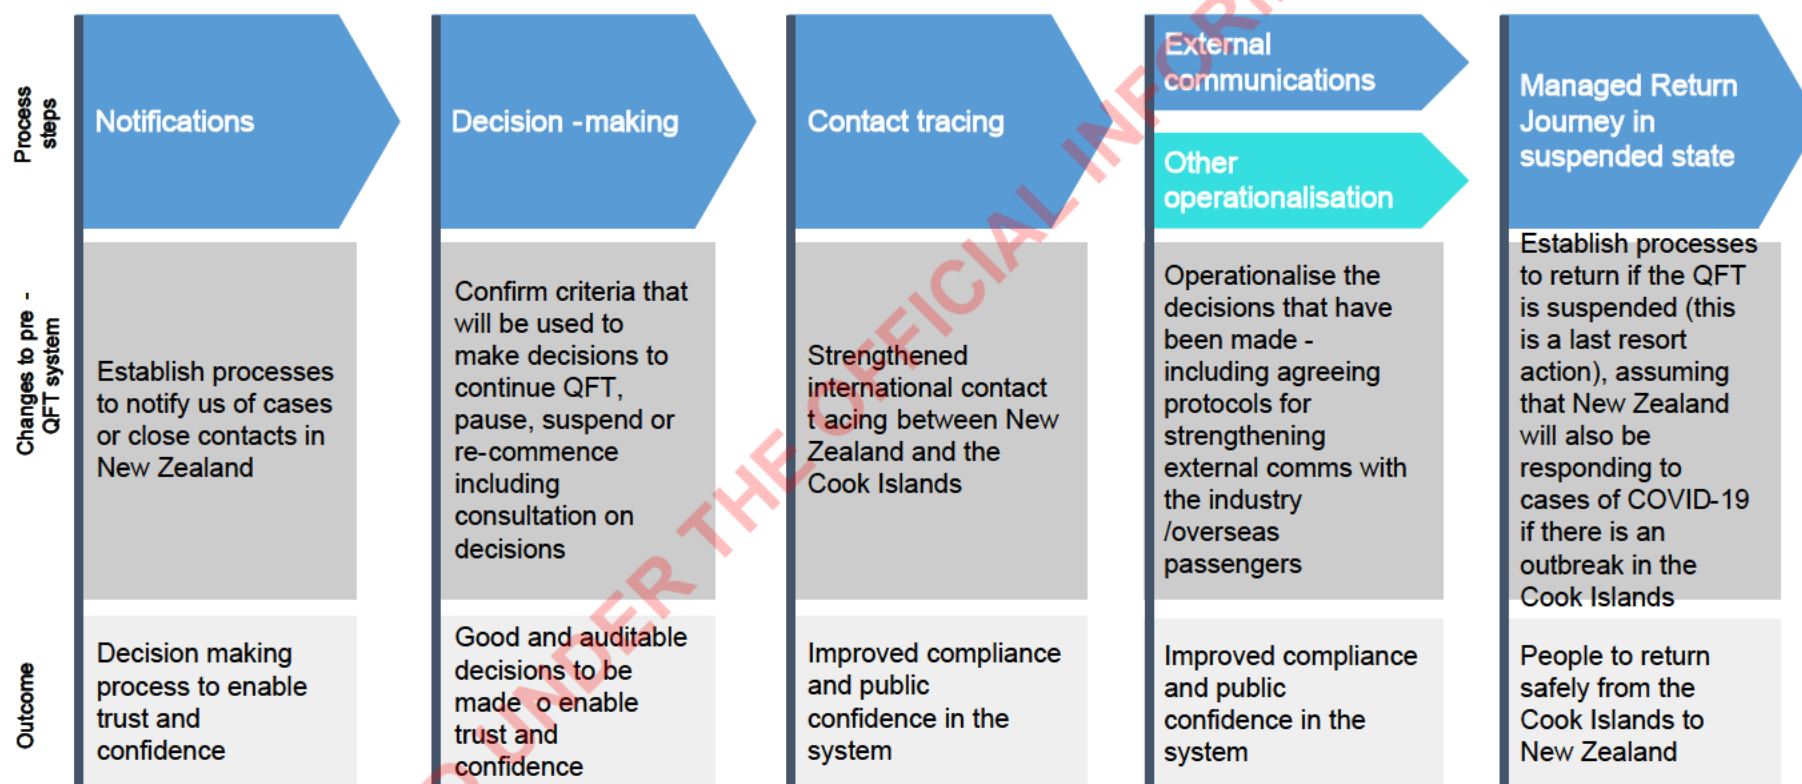 Process
steps
Notifications
Decision -making
Contact tracing
External
communications
Other
operationalisation
Managed Return
Journey in
suspended state
Changes to pre -
QFT system
Establish processes
to notify us of cases
or close contacts in
New Zealand
Confirm criteria that
will be used to
make decisions to
continue QFT,
pause, suspend or
re-commence
including
consultation on
decisions
Strengthened
international contact
t acing between New
Zealand and the
Cook Islands
Operationalise the
decisions that have
been made -
including agreeing
protocols for
strengthening
external comms with
the industry
/overseas
passengers
Establish processes
to return if the QFT
is suspended (this
is a last resort
action), assuming
that New Zealand
will also be
responding to
cases of COVID-19
if there is an
outbreak in the
Cook Islands
Outcome
Decision making
process to enable
trust and
confidence
Good and auditable
decisions to be
made o enable
trust and
confidence
Improved compliance
and public
confidence in the
system
Improved compliance
and public
confidence in the
system
People to return
safely from the
Cook Islands to
New Zealand
UNDER THE OFFICIAL